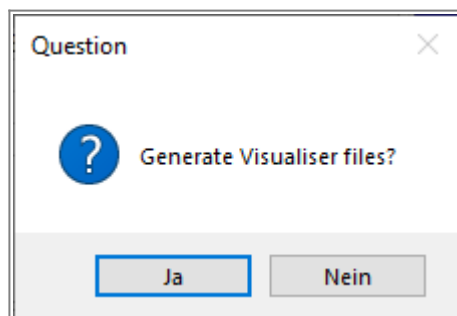 Question
?
Generate Visualiser files?
Ja
Nein